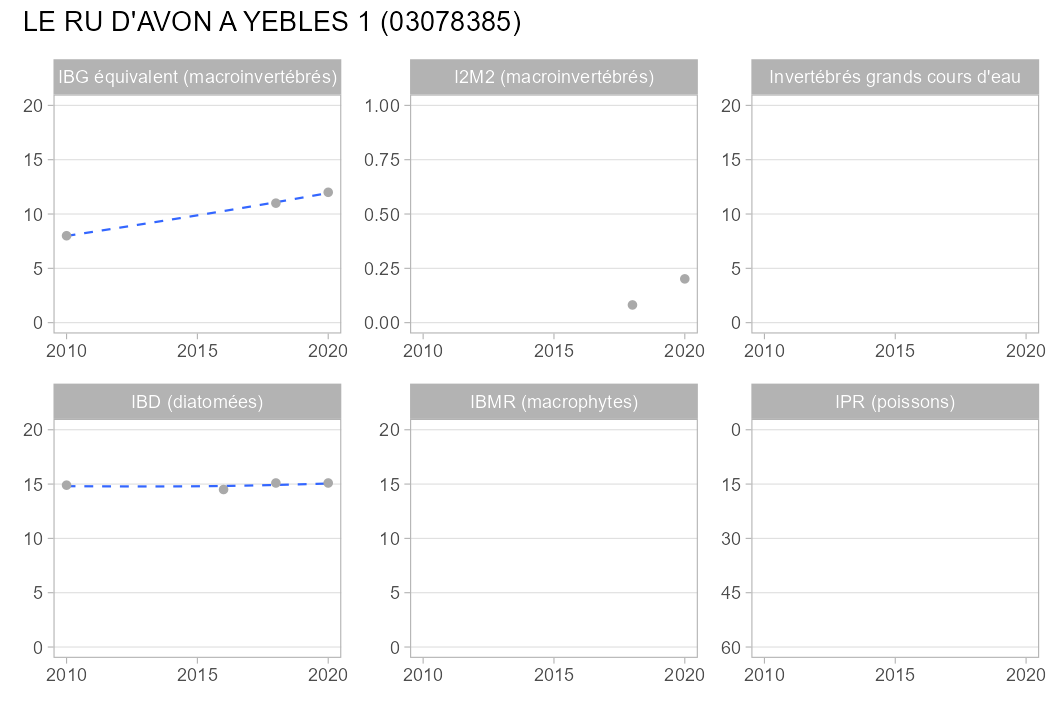 LE RU D'AVON A YEBLES 1 (03078385)
IBG équivalent (macroinvertébrés)
20
15
10
5
0
2010 2015 2020
I2M2 (macroinvertébrés)
1.00
0.75
0.50
0.25
0.00
2010 2015 2020
Invertébrés grands cours d'eau
20
15
10
5
0
2010 2015 2020
IBD (diatomées)
20
15
10
5
0
2010 2015 2020
IBMR (macrophytes)
20
15
10
5
0
2010 2015 2020
IPR (poissons)
0
15
30
45
60
2010 2015 2020